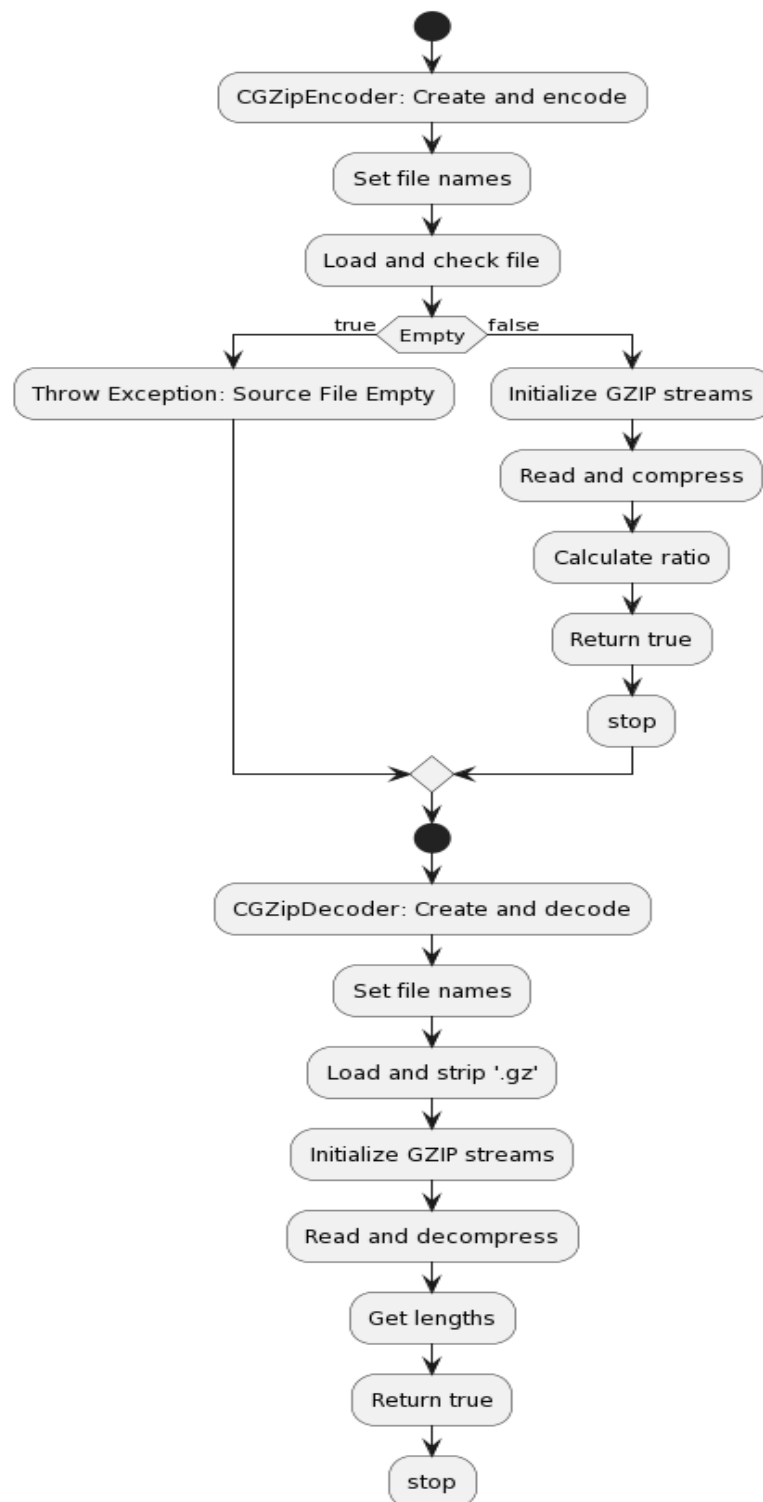 CGZipEncoder: Create and encode
Set file names
Load and check file
true
Empty
false
Throw Exception: Source File Empty
Initialize GZIP streams
Read and compress
Calculate ratio
Return true
stop
CGZipDecoder: Create and decode
Set file names
Load and strip '.gz'
Initialize GZIP streams
Read and decompress
Get lengths
Return true
stop